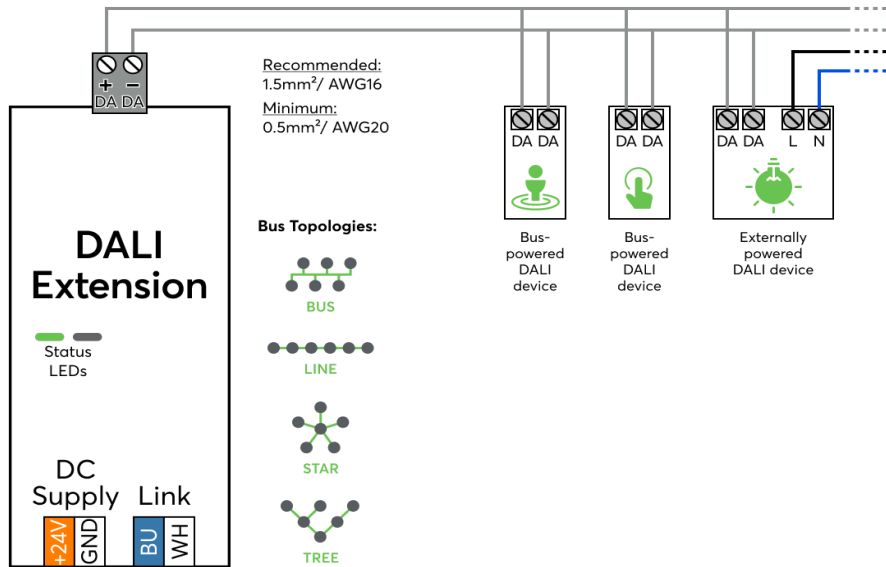 + −
DA DA
Recommended:
1.5mm²/ AWG16
Minimum:
0.5mm²/ AWG20
DALI
Extension
Status
LEDs
DC
Supply
Link
+24V
GND
BU
WH
Bus Topologies:
BUS
LINE
STAR
TREE
DA DA
Bus-
powered
DALI
device
DA DA
Bus-
powered
DALI
device
DA DA L N
Externally
powered
DALI device